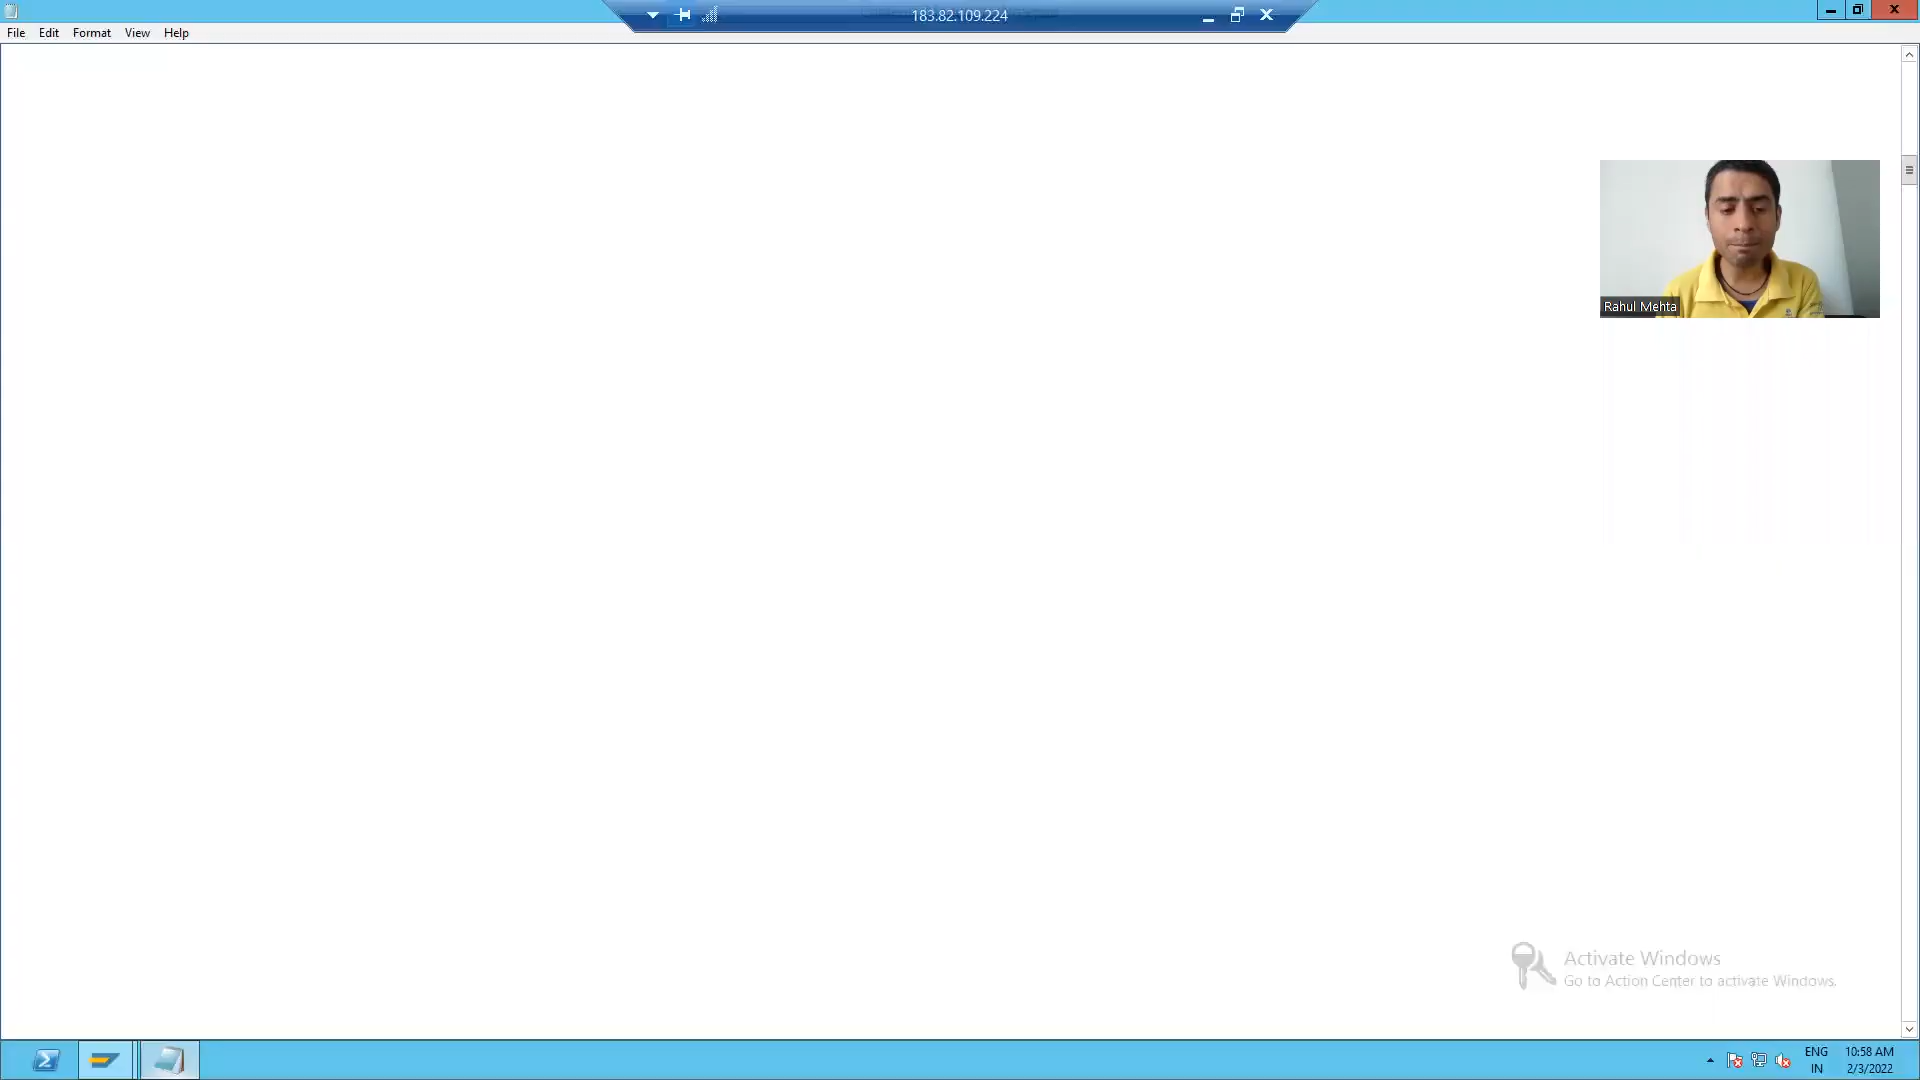 183.82.109.224
File Edit Format View Help
Rahul Mehta
Activate Windows
Go to Action Center to activate Windows.
ENG 10:58 AM
IN 2/3/2022